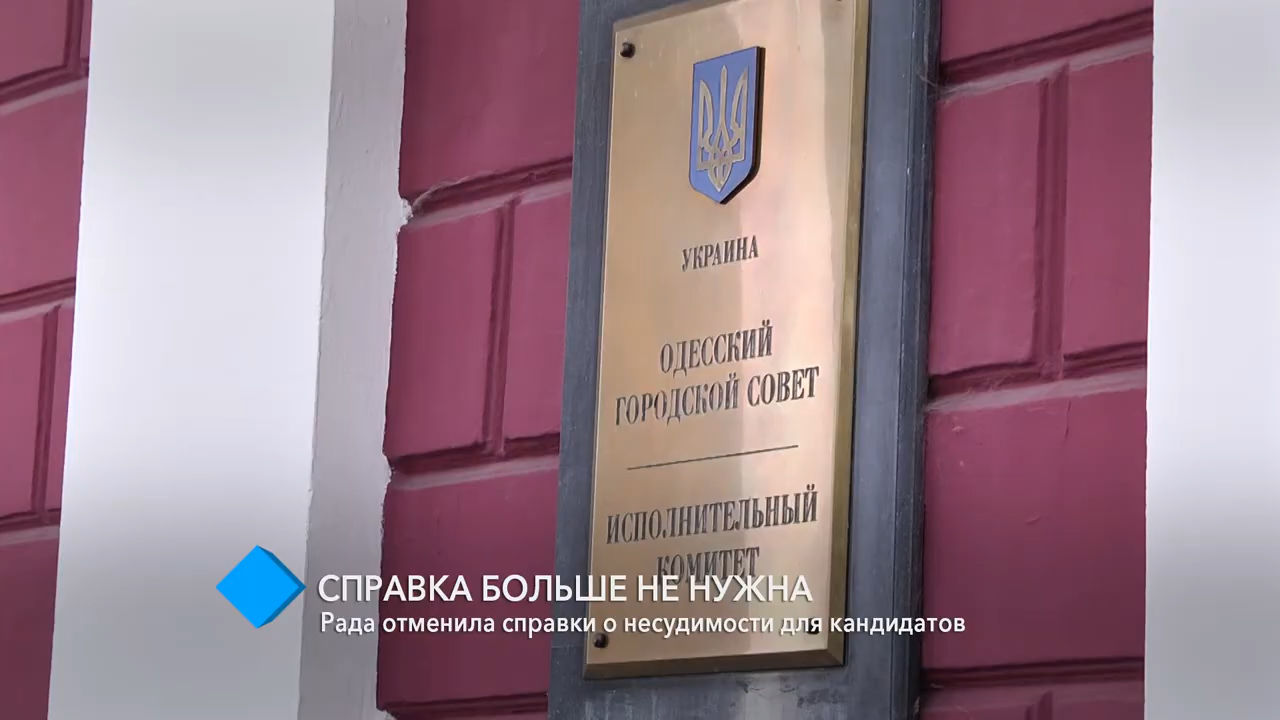 УКРАИНА
ОДЕССКИЙ
ГОРОДСКОЙ СОВЕТ
ИСПОЛНИТЕЛЬНЫЙ
КОМИТЕТ
СПРАВКА БОЛЬШЕ НЕ НУЖНА
Рада отменила справки о несудимости для кандидатов